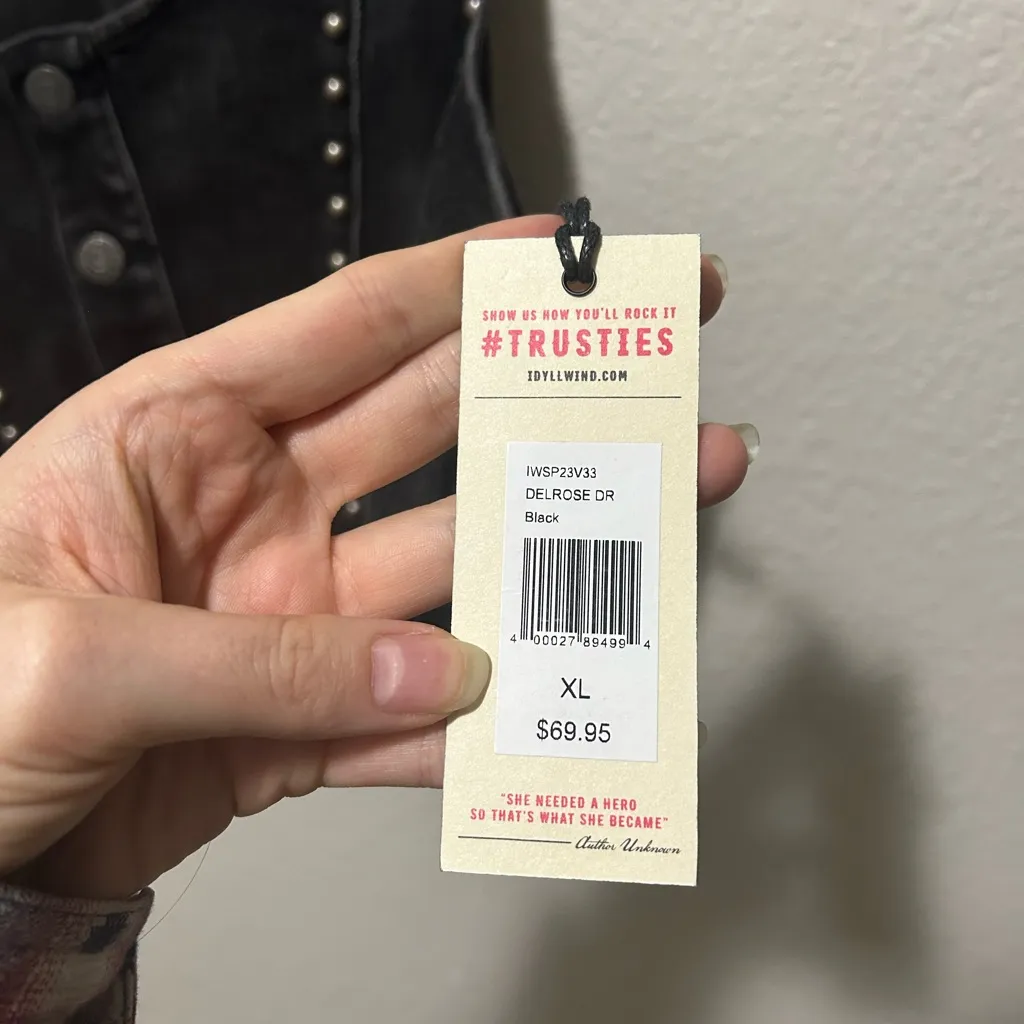 SHOW US HOW YOU'LL ROCK IT
#TRUSTIES
IDYLLWIND.COM
IWSP23V33
DELROSE DR
Black
4 00027 89499 4
XL
$69.95
"SHE NEEDED A HERO
SO THAT'S WHAT SHE BECAME"
Author Unknown